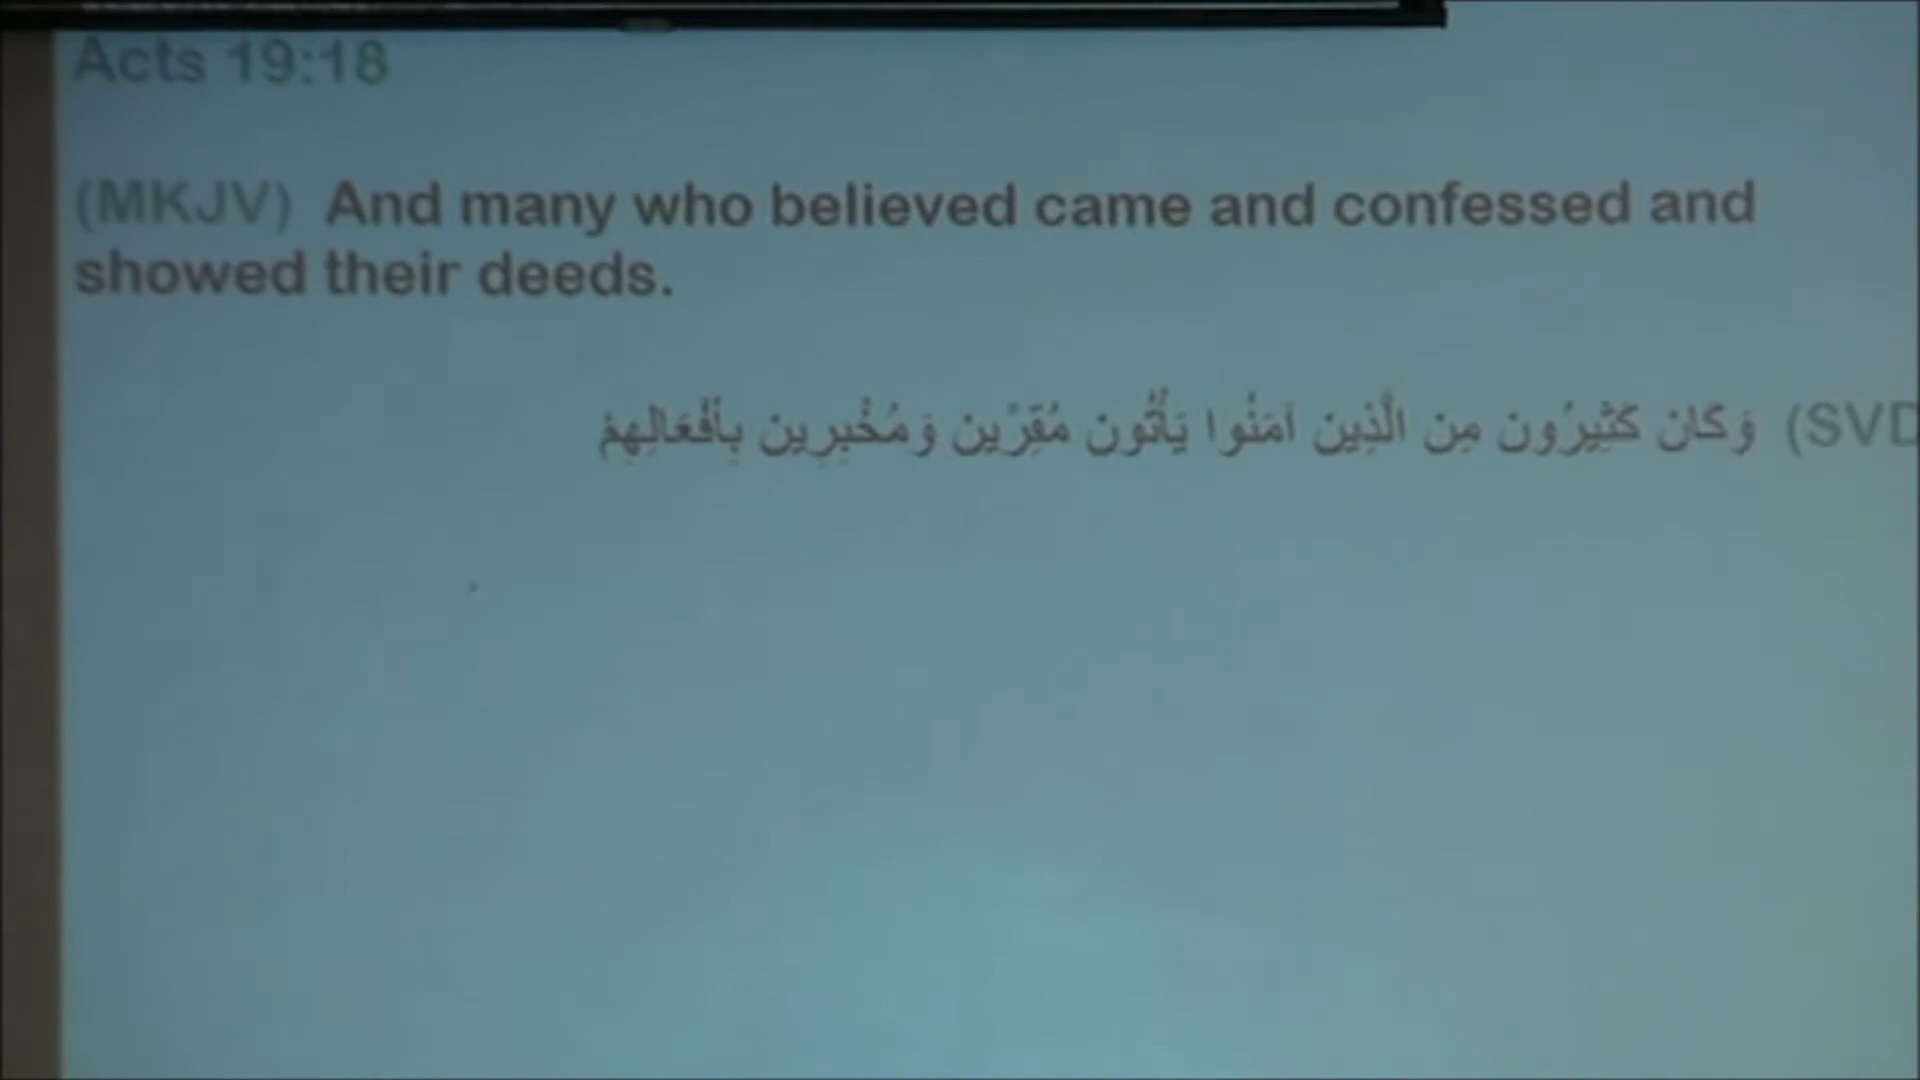 Acts 19:18
(MKJV) And many who believed came and confessed and
showed their deeds.
(SVD وَكَانَ كَثِيرُونَ مِنَ الَّذِينَ آمَنُوا يَأْتُونَ مُقِرِّينَ وَمُخْبِرِينَ بِأَفْعَالِهِمْ